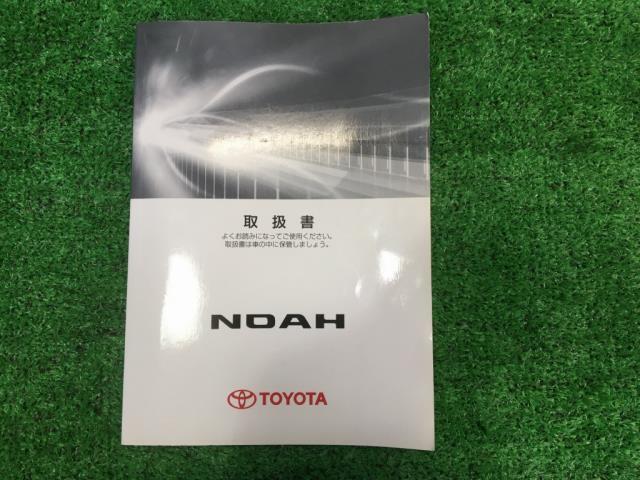 取扱書
よくお読みになってご使用ください。
取扱書は車の中に保管しましょう。
NOAH
TOYOTA